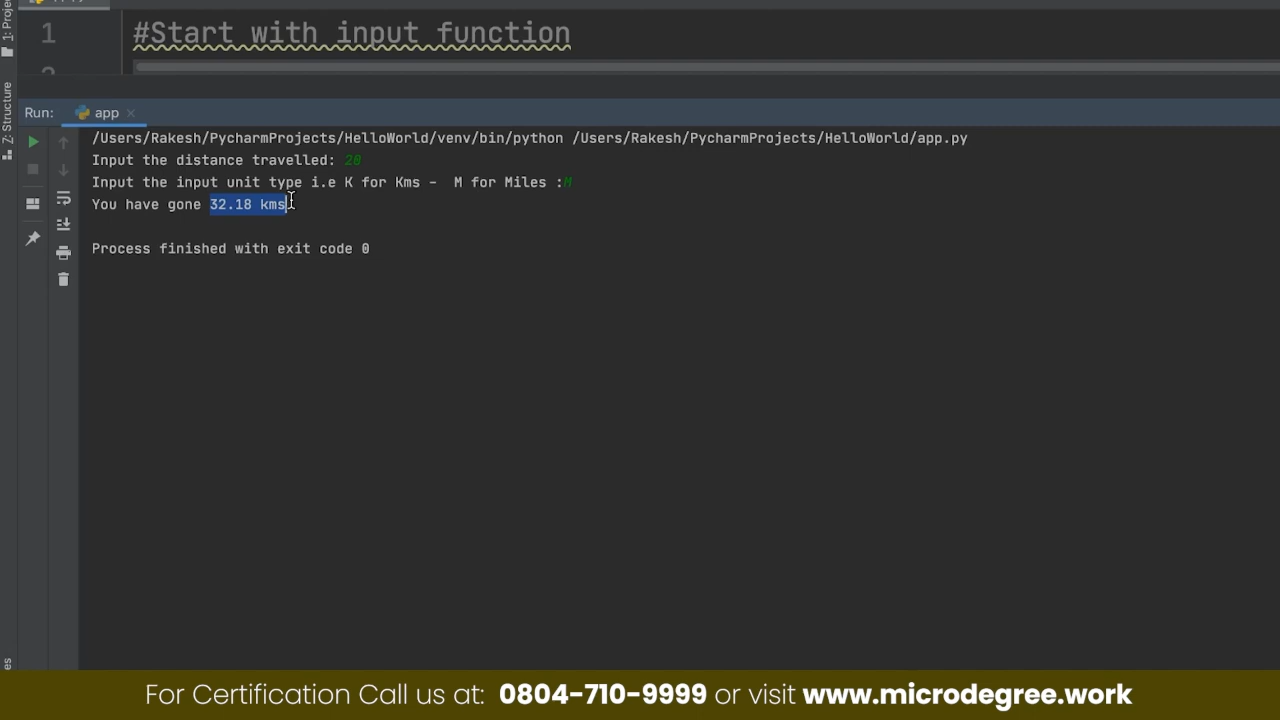 1: Proje
1 #Start with input function
Z: Structure
Run: app
/Users/Rakesh/PycharmProjects/HelloWorld/venv/bin/python /Users/Rakesh/PycharmProjects/HelloWorld/app.py
Input the distance travelled: 20
Input the input unit type i.e K for Kms - M for Miles :M
You have gone 32.18 kms
Process finished with exit code 0
For Certification Call us at: 0804-710-9999 or visit www.microdegree.work